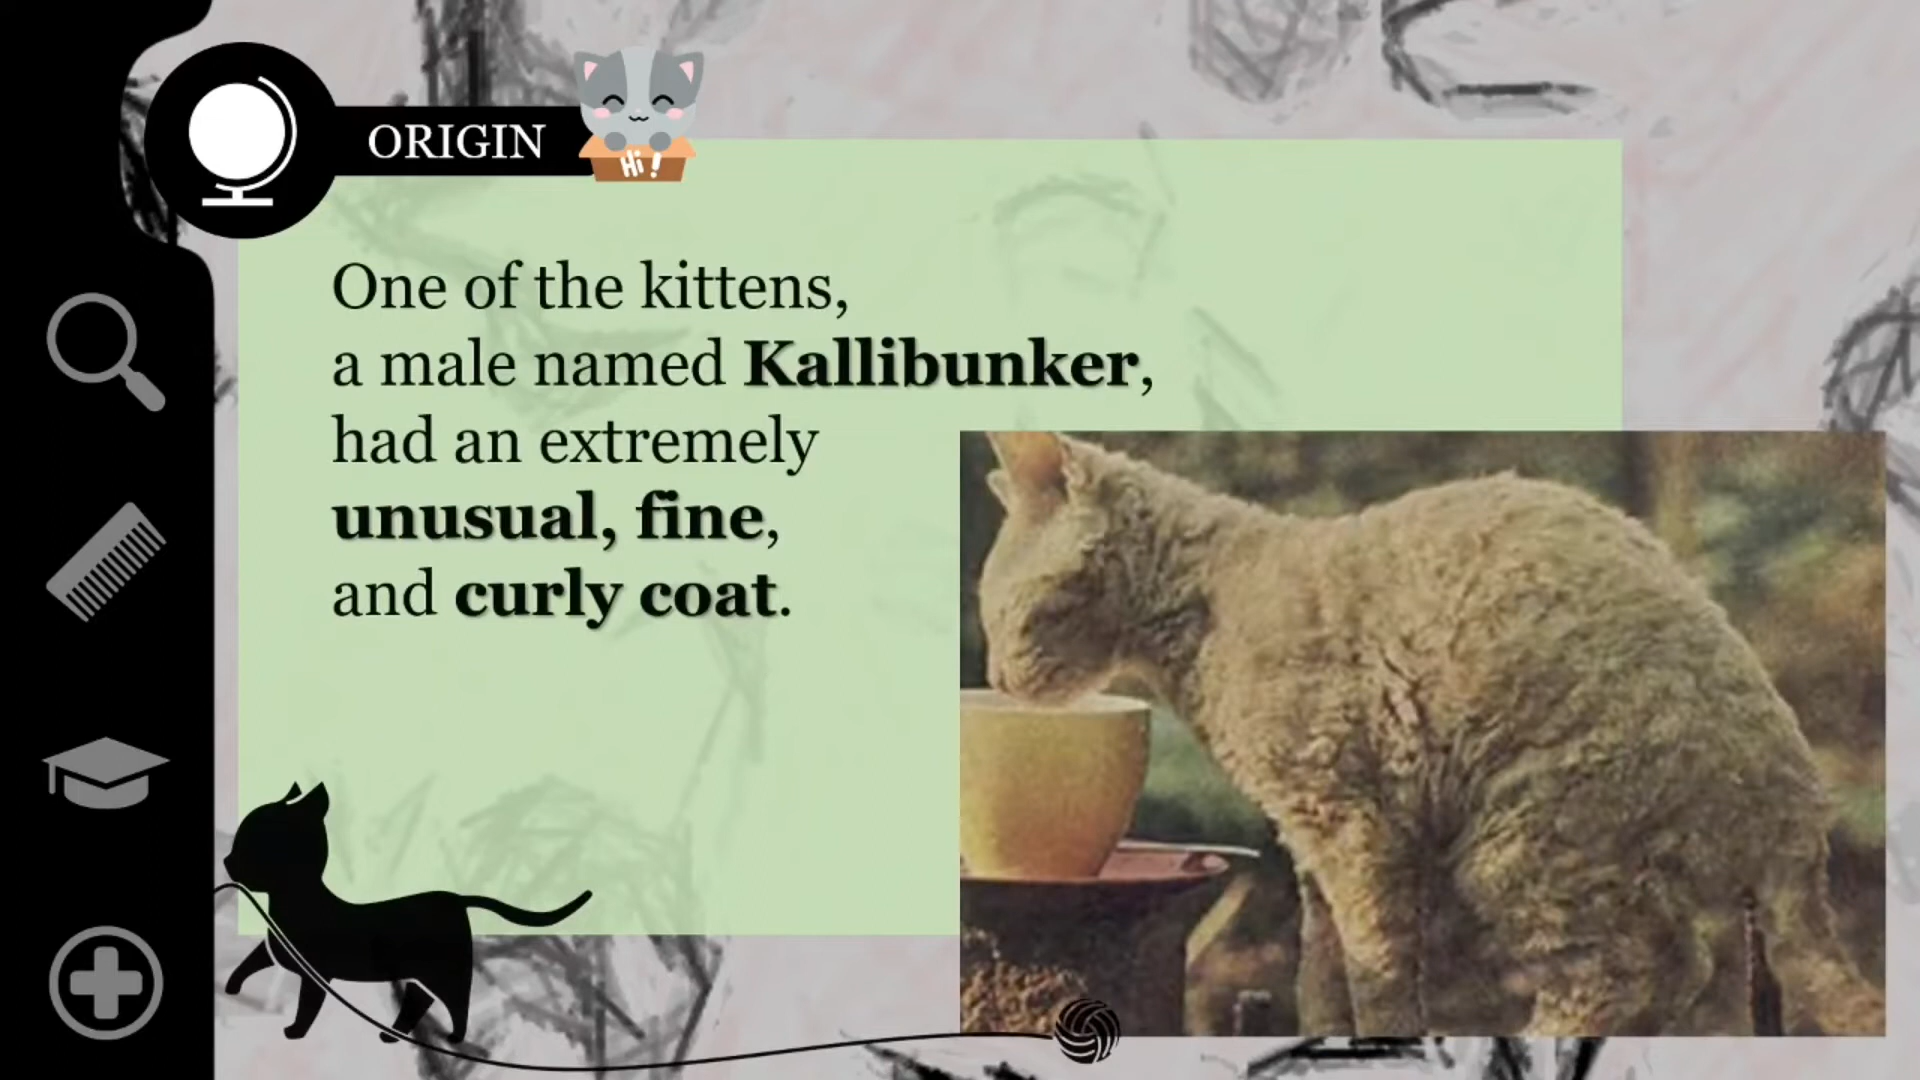 ORIGIN
Hi !
One of the kittens,
a male named Kallibunker,
had an extremely
unusual, fine,
and curly coat.